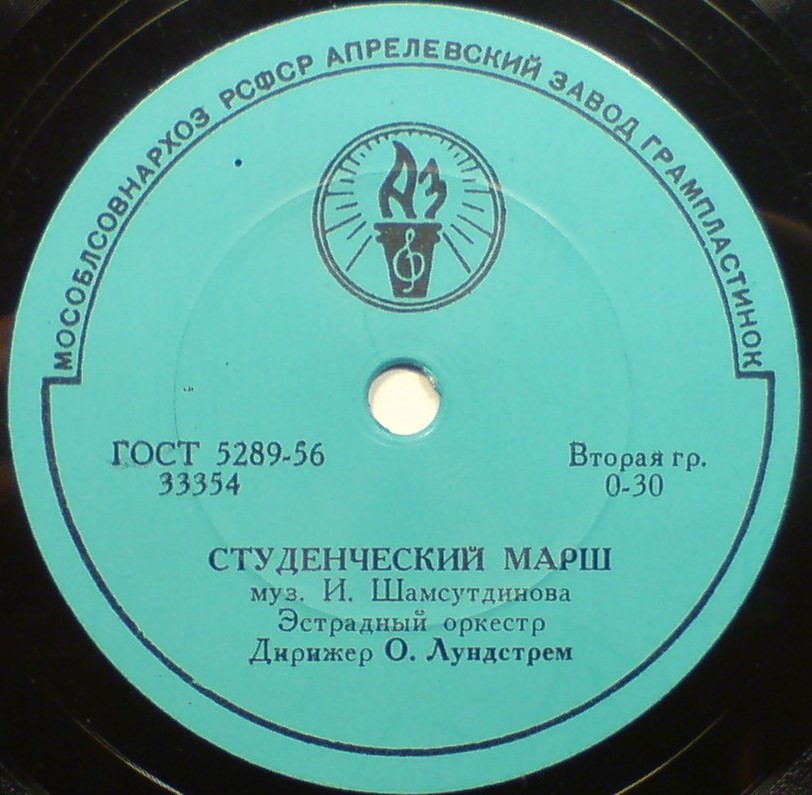 МОСОБЛСОВНАРХОЗ РСФСР АПРЕЛЕВСКИЙ ЗАВОД ГРАМПЛАСТИНОК
АЗ
ГОСТ 5289-56
33354
Вторая гр.
0-30
СТУДЕНЧЕСКИЙ МАРШ
муз. И. Шамсутдинова
Эстрадный оркестр
Дирижер О. Лундстрем